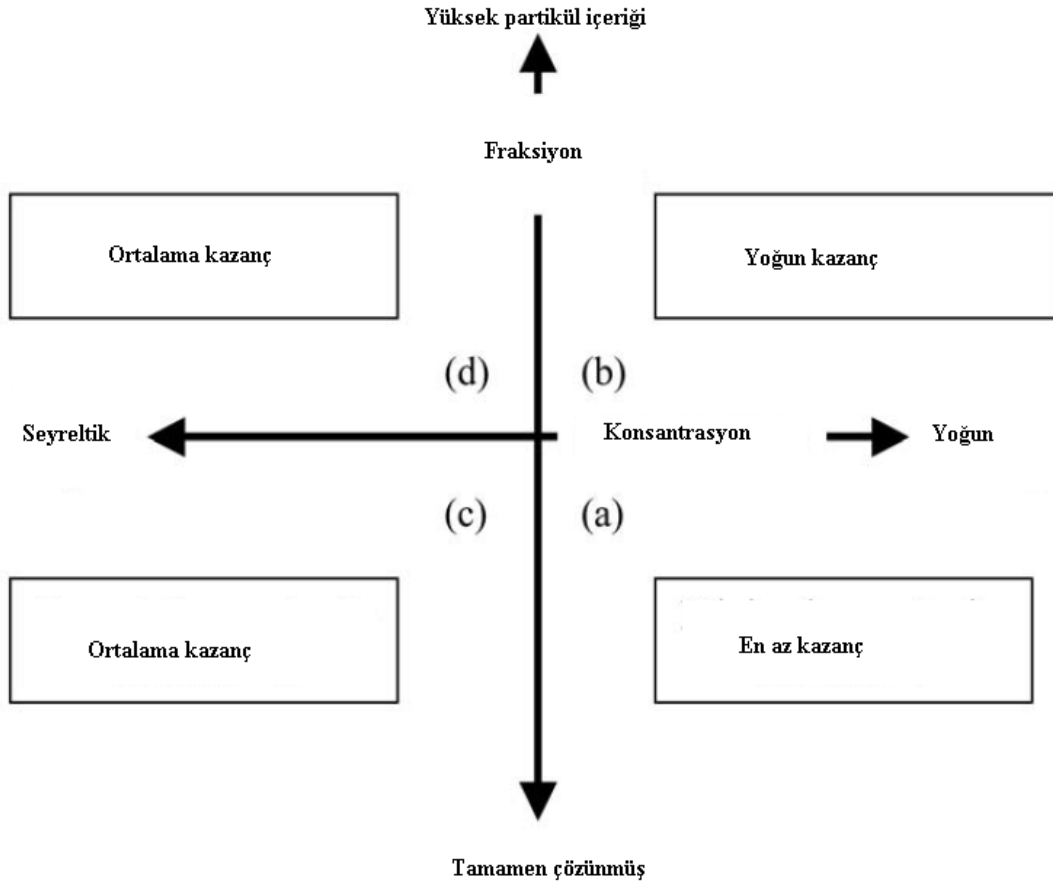 Yüksek partikül içeriği
Fraksiyon
Ortalama kazanç
Yoğun kazanç
(d)
(b)
Seyreltik
Konsantrasyon
Yoğun
(c)
(a)
Ortalama kazanç
En az kazanç
Tamamen çözünmüş